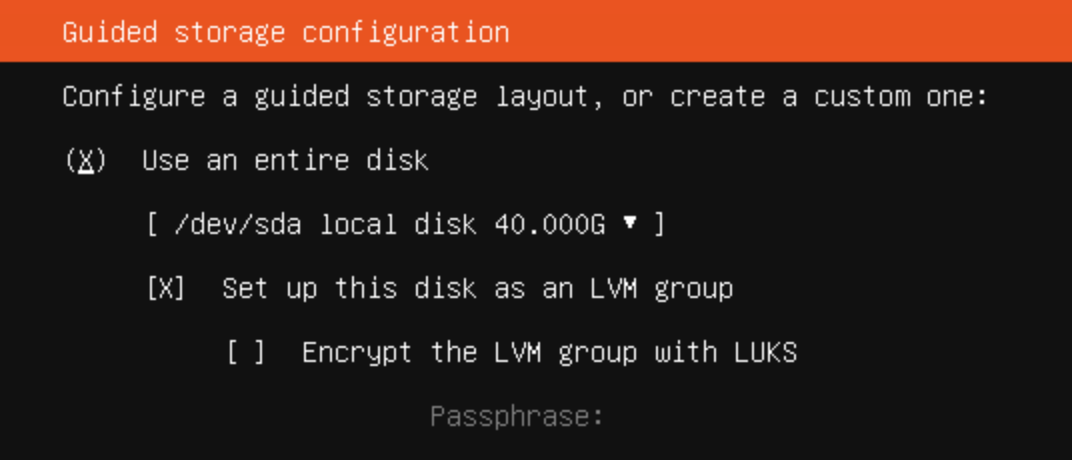 Guided storage configuration
Configure a guided storage layout, or create a custom one:
(X) Use an entire disk
[ /dev/sda local disk 40.000G ▾ ]
[X] Set up this disk as an LVM group
[ ] Encrypt the LVM group with LUKS
Passphrase: